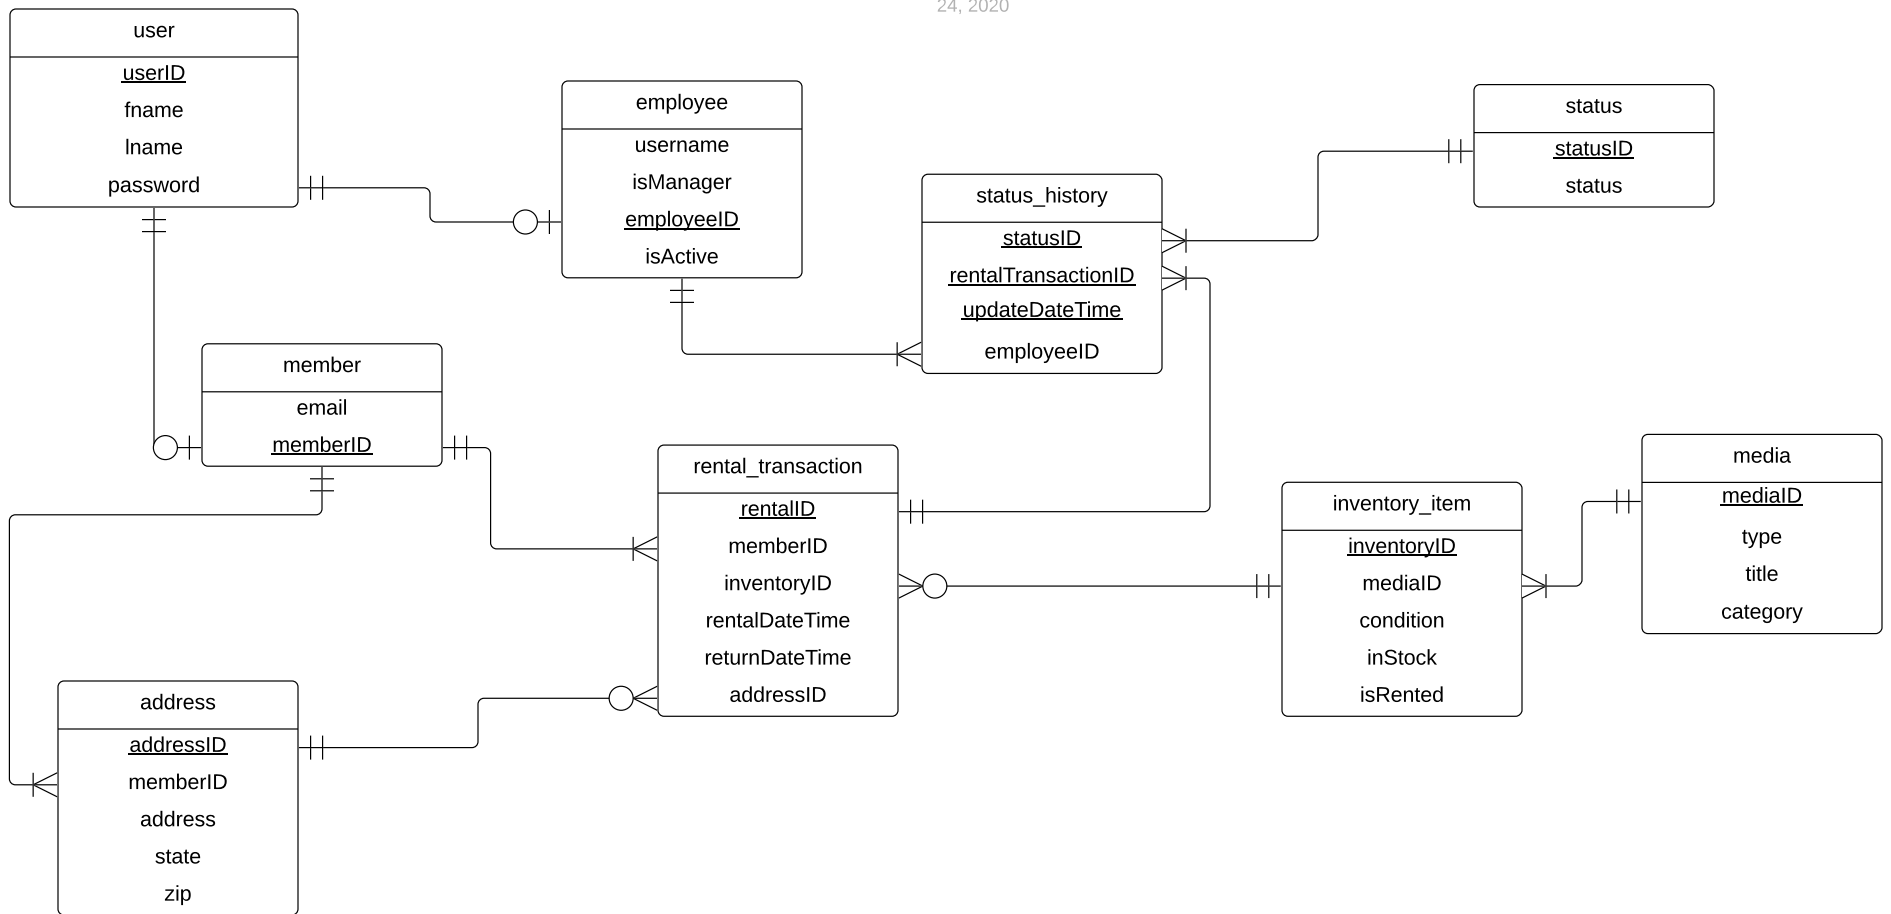 24, 2020
user
userID
fname
lname
password
employee
username
isManager
employeeID
isActive
status_history
statusID
rentalTransactionID
updateDateTime
employeeID
status
statusID
status
member
email
memberID
rental_transaction
rentalID
memberID
inventoryID
rentalDateTime
returnDateTime
addressID
inventory_item
inventoryID
mediaID
condition
inStock
isRented
media
mediaID
type
title
category
address
addressID
memberID
address
state
zip